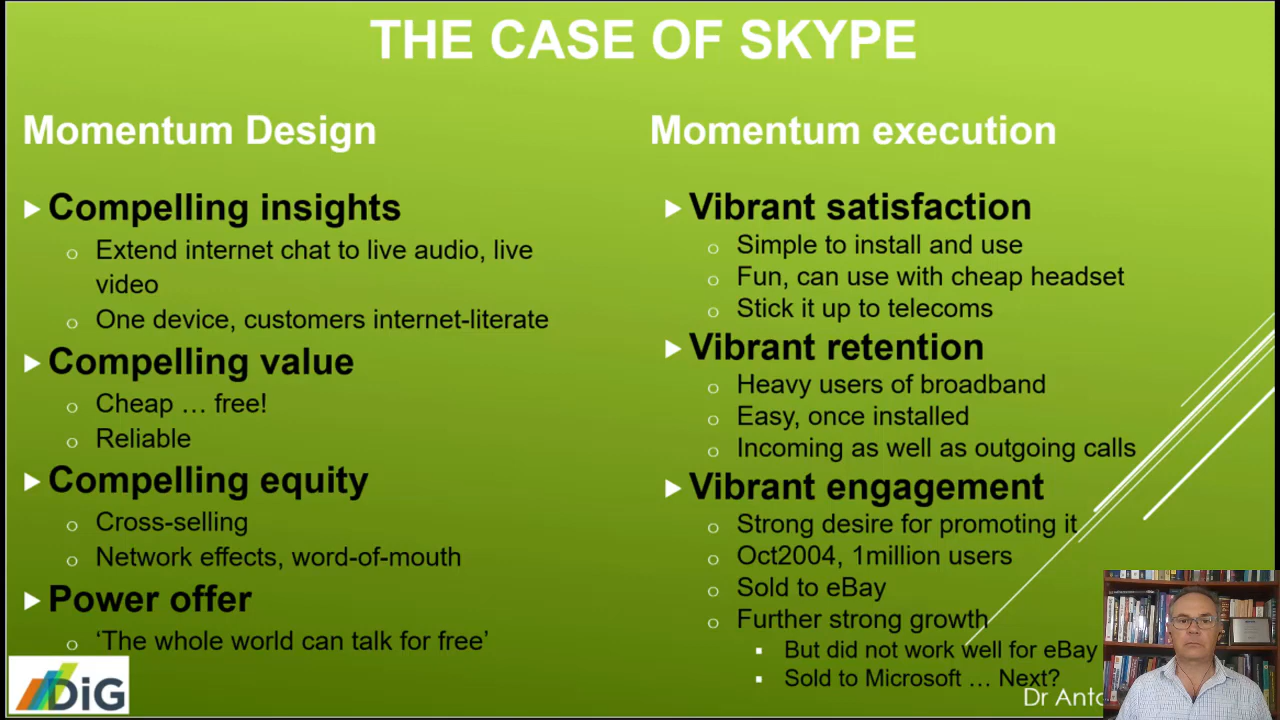 THE CASE OF SKYPE
Momentum Design
Compelling insights
Extend internet chat to live audio, live
video
One device, customers internet-literate
Compelling value
Cheap … free!
Reliable
Compelling equity
Cross-selling
Network effects, word-of-mouth
Power offer
‘The whole world can talk for free’
DiG
Momentum execution
Vibrant satisfaction
Simple to install and use
Fun, can use with cheap headset
Stick it up to telecoms
Vibrant retention
Heavy users of broadband
Easy, once installed
Incoming as well as outgoing calls
Vibrant engagement
Strong desire for promoting it
Oct2004, 1million users
Sold to eBay
Further strong growth
But did not work well for eBay
Sold to Microsoft … Next?
Dr